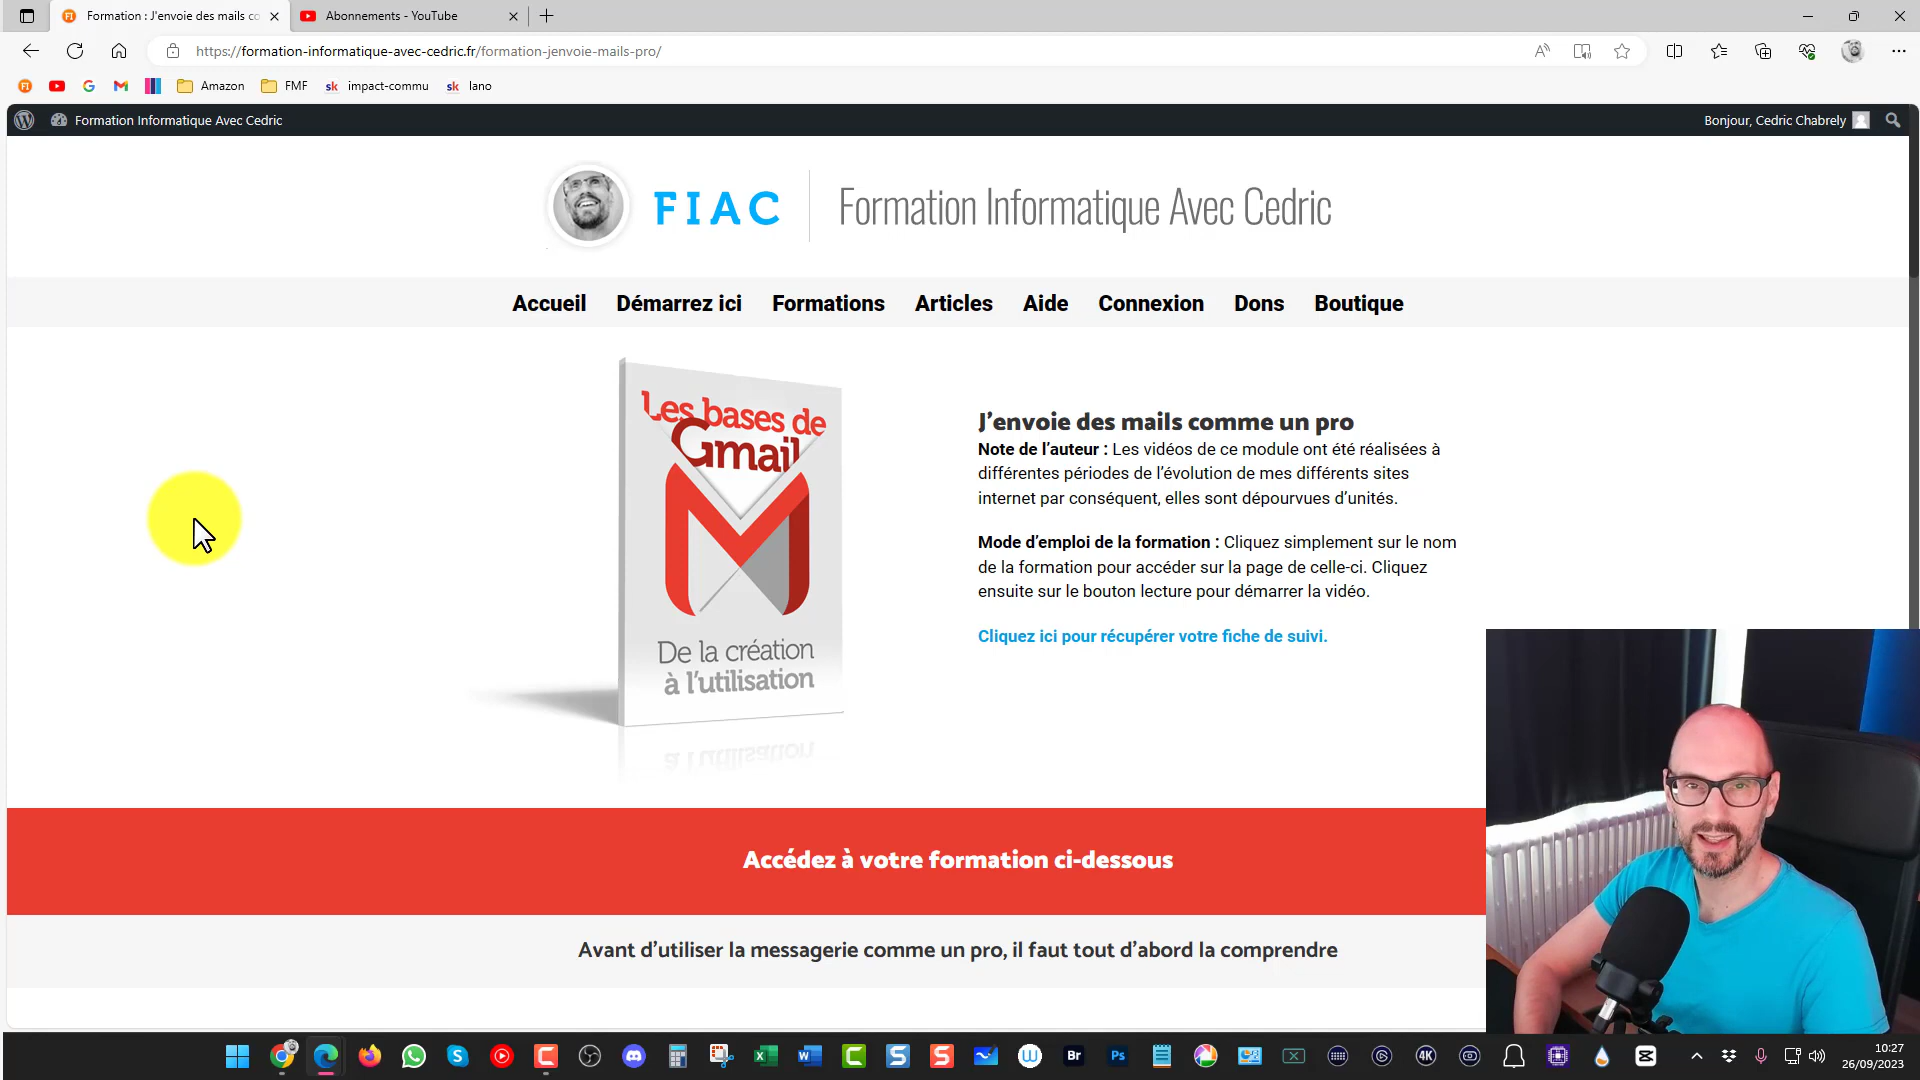 Formation : J'envoie des mails co
Abonnements - YouTube
https://formation-informatique-avec-cedric.fr/formation-jenvoie-mails-pro/
Amazon
FMF
sk impact-commu
sk lano
Formation Informatique Avec Cedric
Bonjour, Cedric Chabrely
FIAC
Formation Informatique Avec Cedric
Accueil
Démarrez ici
Formations
Articles
Aide
Connexion
Dons
Boutique
Les bases de
Gmail
De la création
à l'utilisation
J'envoie des mails comme un pro
Note de l'auteur : Les vidéos de ce module ont été réalisées à
différentes périodes de l'évolution de mes différents sites
internet par conséquent, elles sont dépourvues d'unités.
Mode d'emploi de la formation : Cliquez simplement sur le nom
de la formation pour accéder sur la page de celle-ci. Cliquez
ensuite sur le bouton lecture pour démarrer la vidéo.
Cliquez ici pour récupérer votre fiche de suivi.
Accédez à votre formation ci-dessous
Avant d'utiliser la messagerie comme un pro, il faut tout d'abord la comprendre
Br
Ps
4K
10:27
26/09/2023